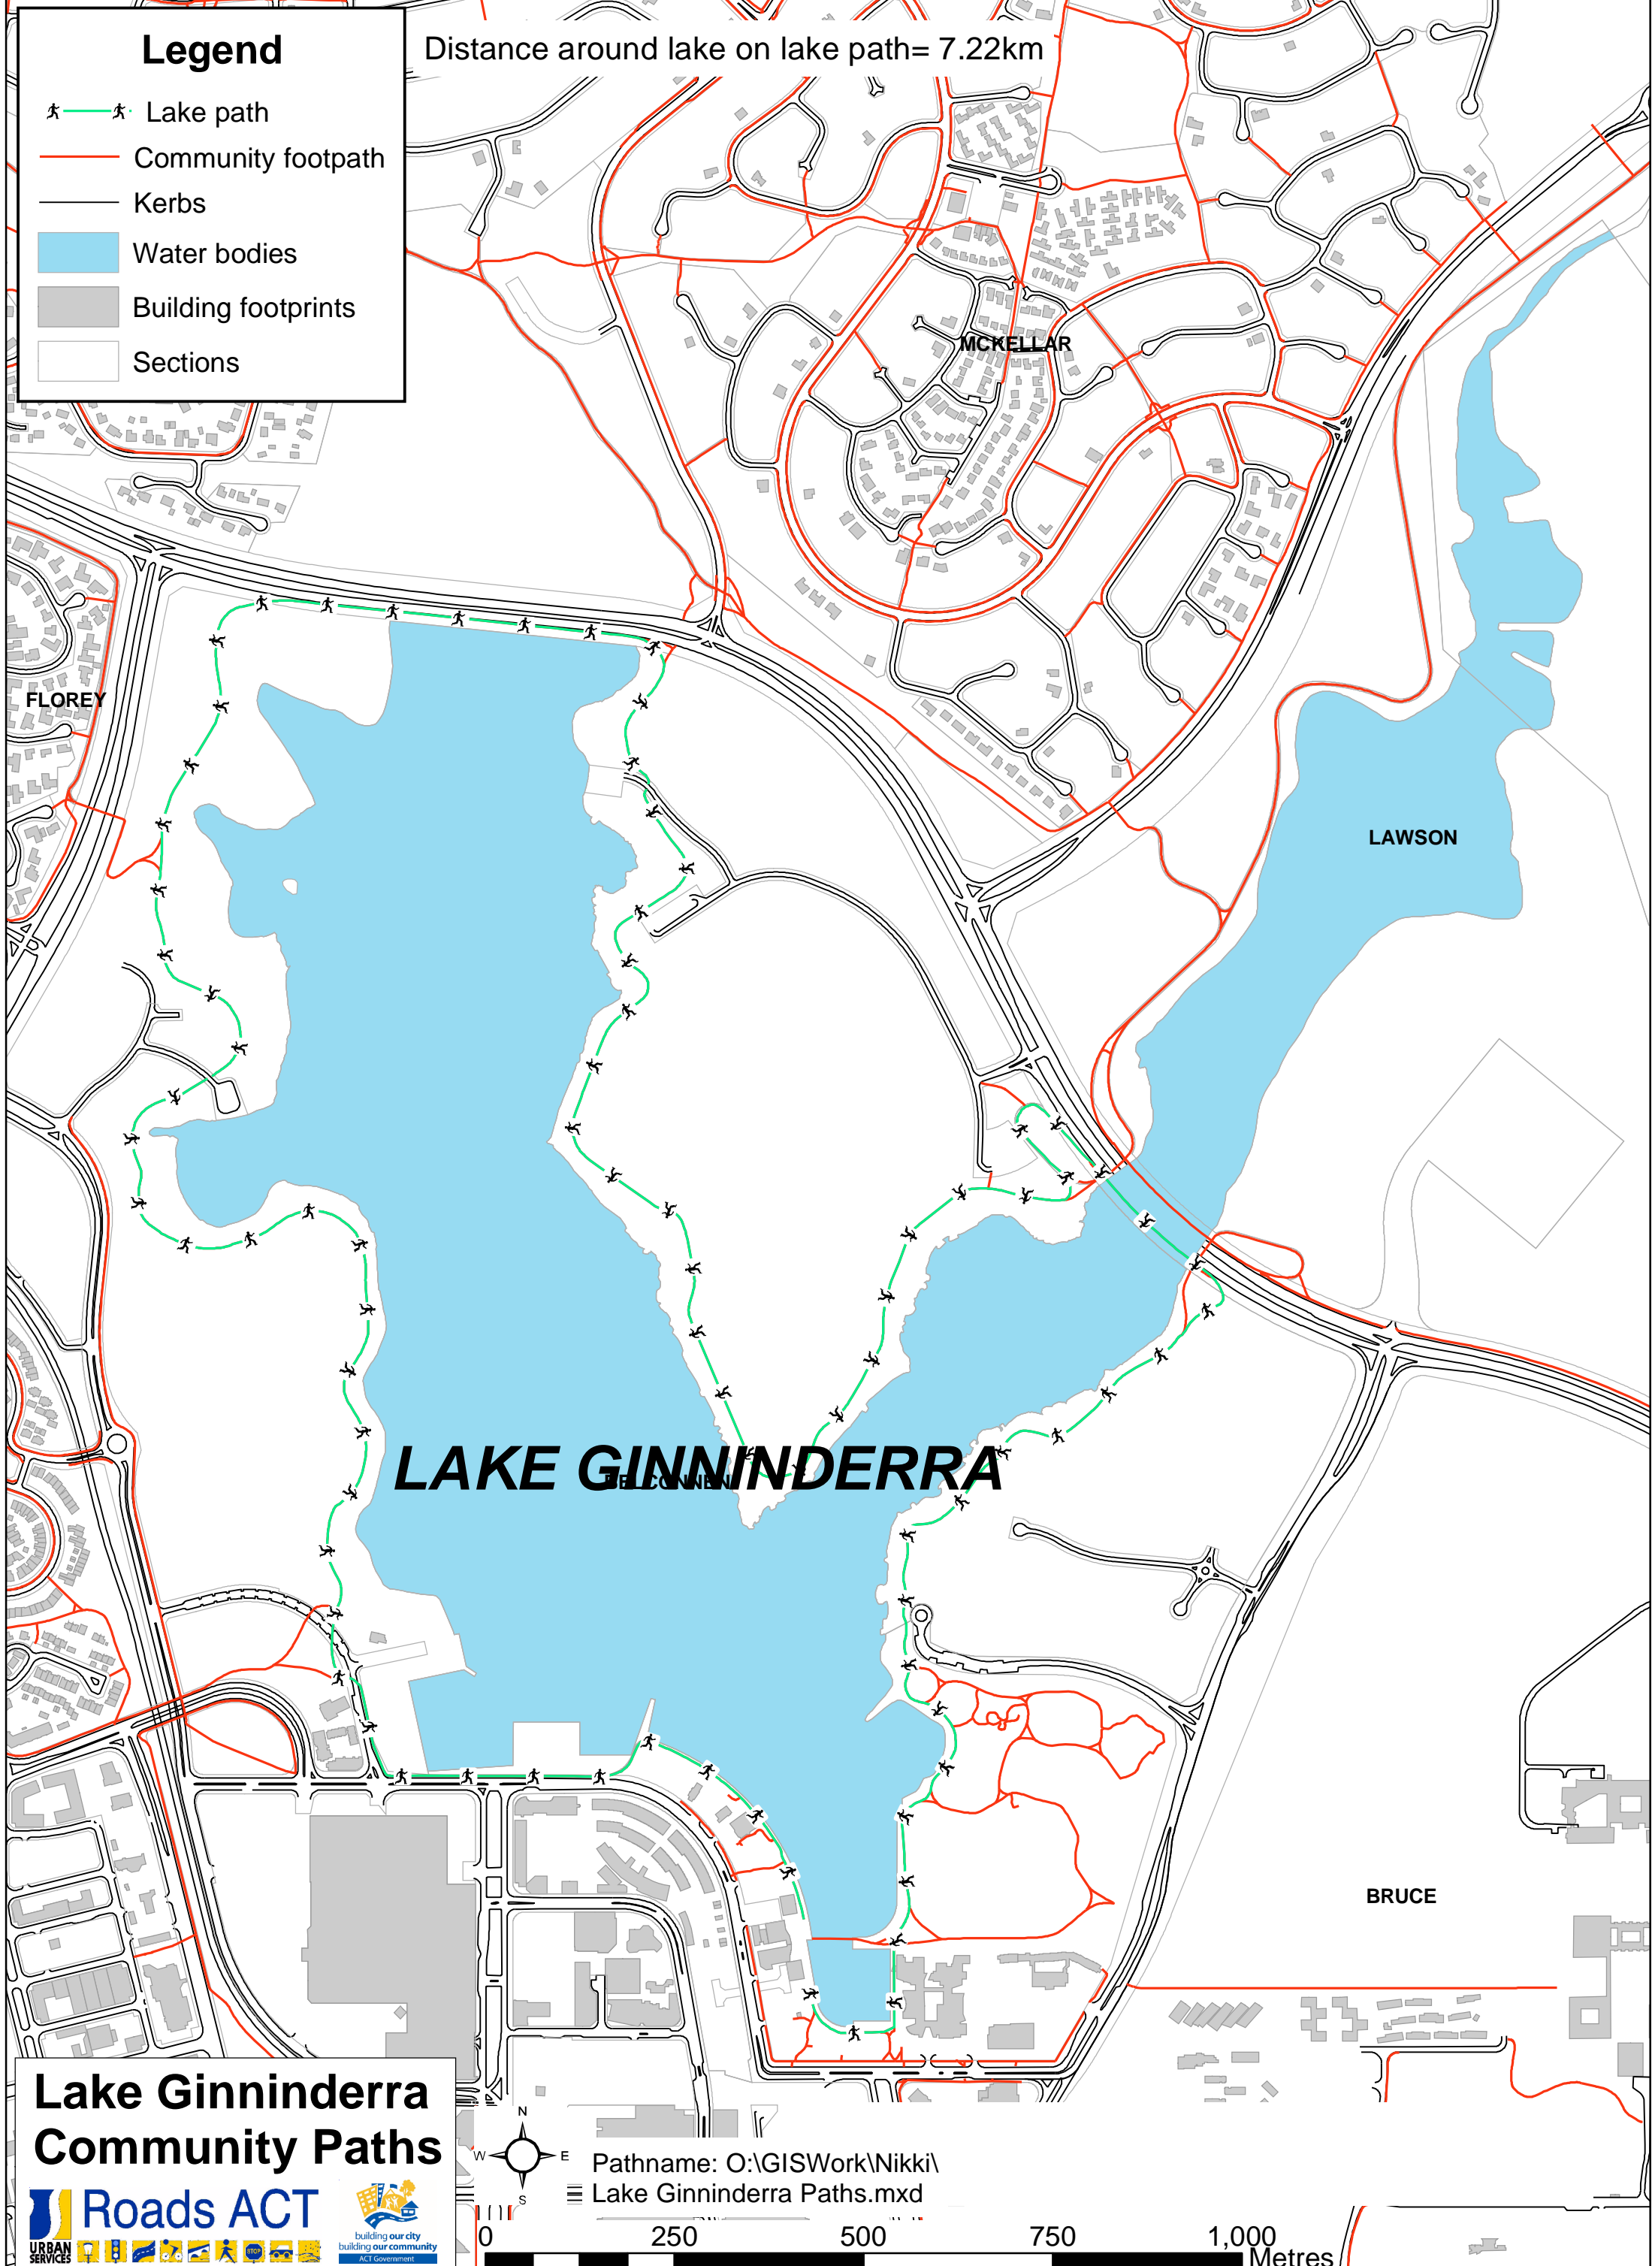 Legend
Distance around lake on lake path= 7.22km
Lake path
Community footpath
Kerbs
Water bodies
Building footprints
Sections
MCKELLAR
FLOREY
LAWSON
LAKE GINNINDERRA
BELCONNEN
BRUCE
Lake Ginninderra
Community Paths
N
W E
S
Pathname: O:\GISWork\Nikki\
Lake Ginninderra Paths.mxd
Roads ACT
URBAN
SERVICES
STOP
building our city
building our community
ACT Government
0 250 500 750 1,000
Metres